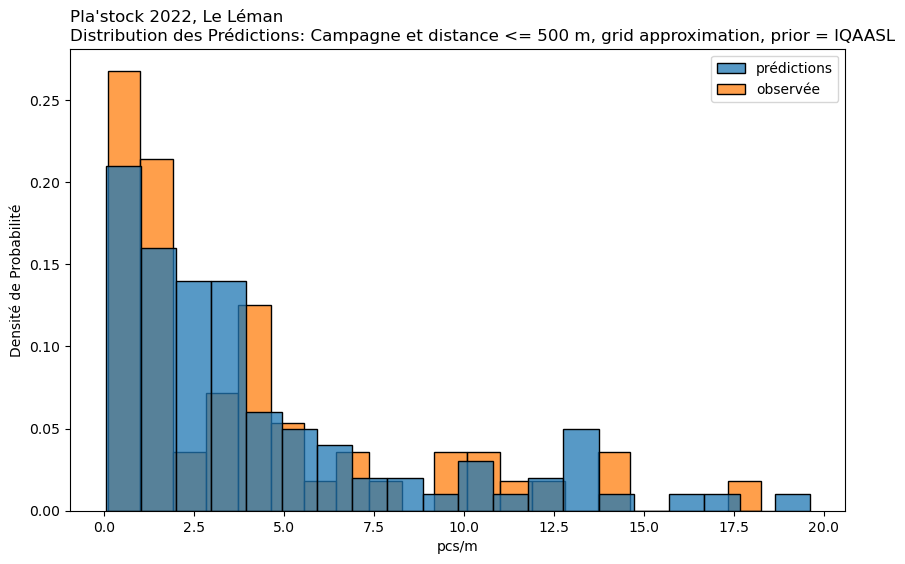 Pla'stock 2022, Le Léman
Distribution des Prédictions: Campagne et distance <= 500 m, grid approximation, prior = IQAASL
prédictions
observée
Densité de Probabilité
0.25
0.20
0.15
0.10
0.05
0.00
0.0 2.5 5.0 7.5 10.0 12.5 15.0 17.5 20.0
pcs/m